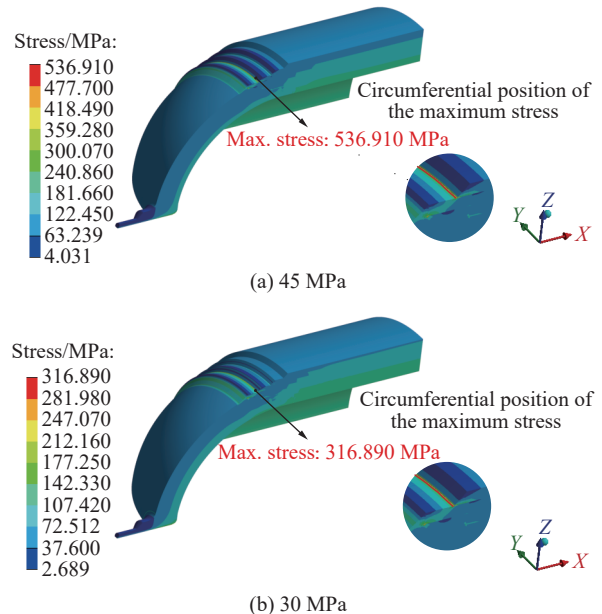 Stress/MPa:
536.910
477.700
418.490
359.280
300.070
240.860
181.660
122.450
63.239
4.031
Circumferential position of
the maximum stress
Max. stress: 536.910 MPa
Z
Y
X
(a) 45 MPa
Stress/MPa:
316.890
281.980
247.070
212.160
177.250
142.330
107.420
72.512
37.600
2.689
Circumferential position of
the maximum stress
Max. stress: 316.890 MPa
Z
Y
X
(b) 30 MPa